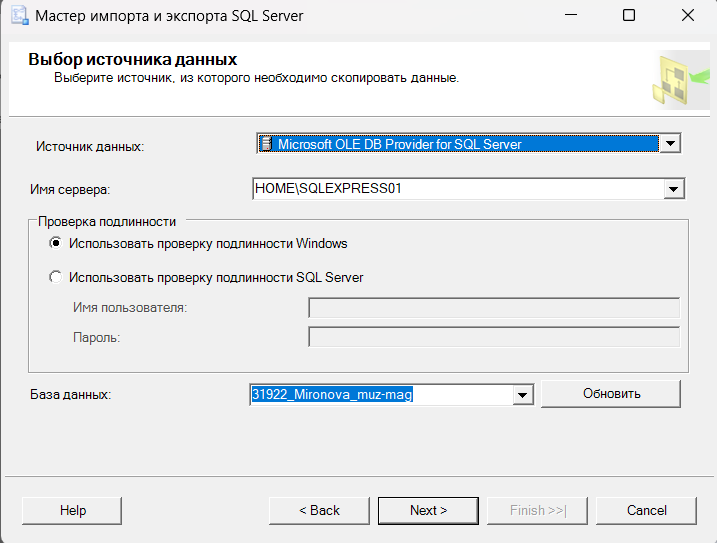 Мастер импорта и экспорта SQL Server
Выбор источника данных
Выберите источник, из которого необходимо скопировать данные.
Источник данных:
Microsoft OLE DB Provider for SQL Server
Имя сервера:
HOME\SQLEXPRESS01
Проверка подлинности
Использовать проверку подлинности Windows
Использовать проверку подлинности SQL Server
Имя пользователя:
Пароль:
База данных:
31922_Mironova_muz-mag
Обновить
Help
< Back
Next >
Finish >>|
Cancel